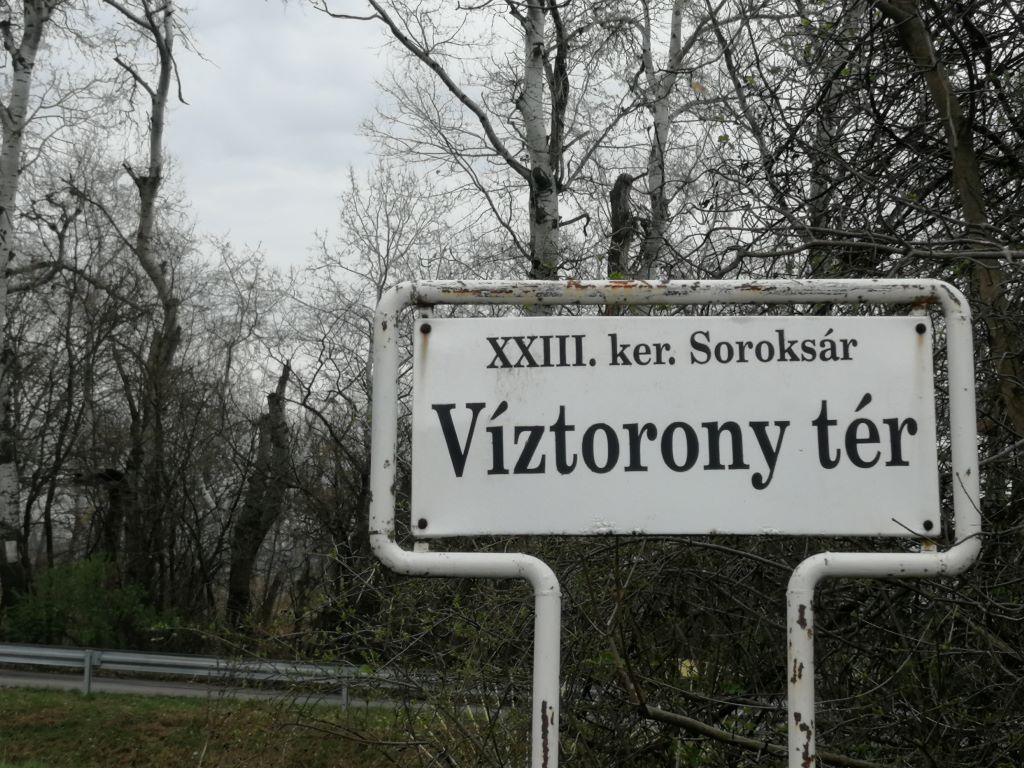 XXIII. ker. Soroksár
Víztorony tér